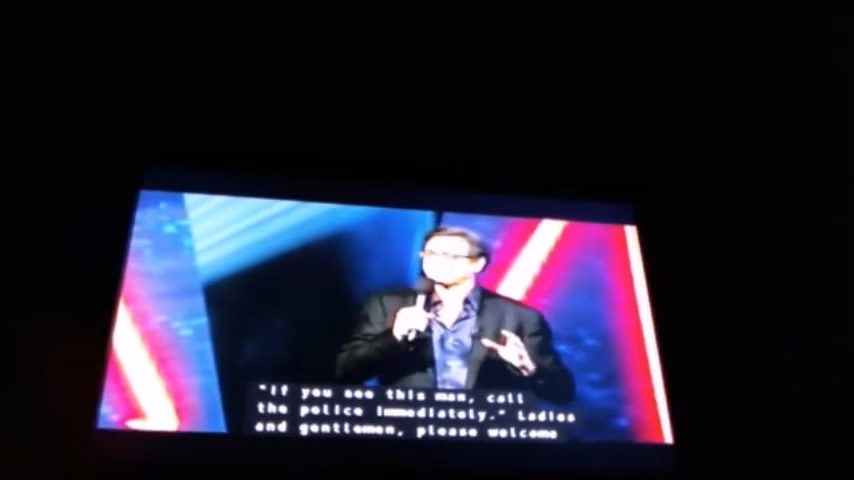 "If you see this man, call
the police immediately." Ladies
and gentlemen, please welcome